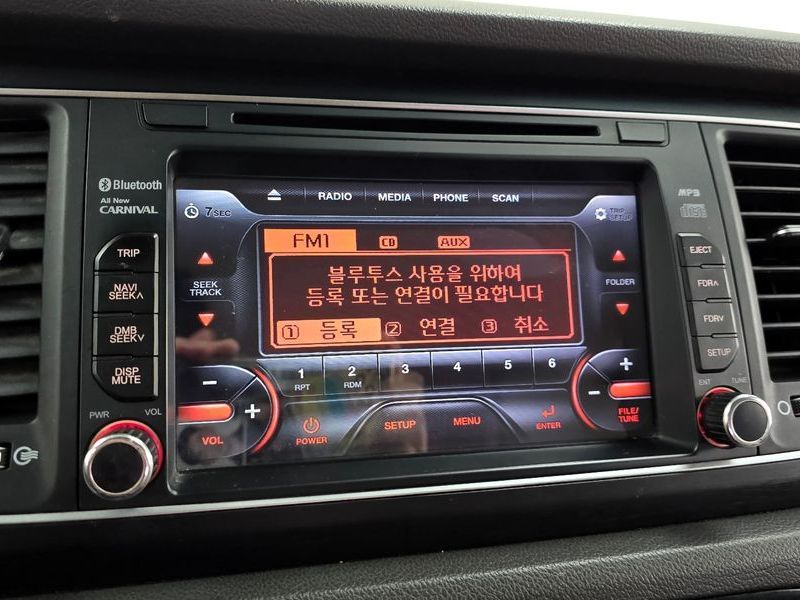 Bluetooth
All New
CARNIVAL
TRIP
NAVI
SEEK∧
DMB
SEEK∨
DISP
MUTE
PWR
VOL
RADIO
MEDIA
PHONE
SCAN
7 SEC
TRIP
SETUP
SEEK
TRACK
FM1
CD
AUX
블루투스 사용을 위하여
등록 또는 연결이 필요합니다
1 등록
2 연결
3 취소
FOLDER
1
RPT
2
RDM
3
4
5
6
VOL
POWER
SETUP
MENU
ENTER
FILE/
TUNE
MP3
disc
EJECT
FDR∧
FDR∨
SETUP
ENT
TUNE